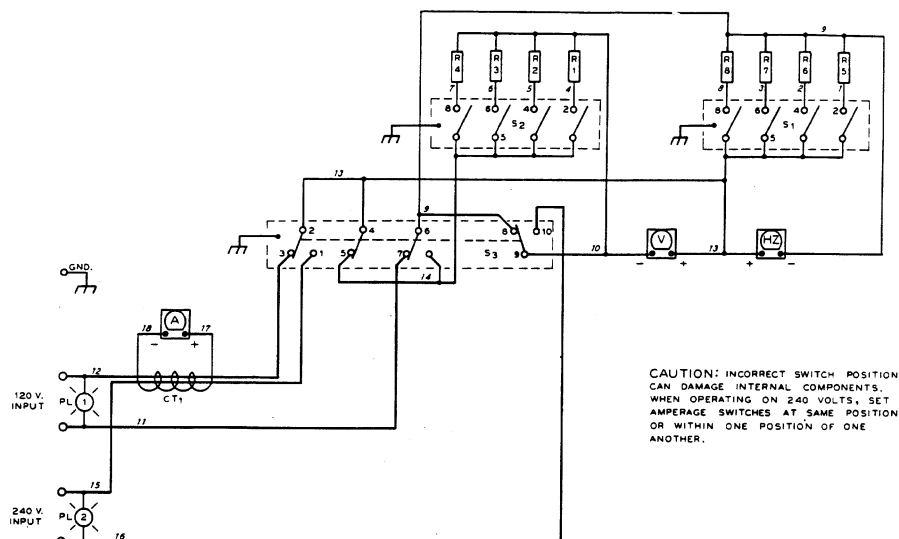 9
9
R 4
R 3
R 2
R 1
R 8
R 7
R 6
R 5
7
6
5
4
8
3
2
1
8
6
4
2
S2
5
8
6
4
2
S1
5
13
9
2
4
6
8
10
3
1
5
7
9
S3
14
10
V
13
HZ
- +
+ -
GND.
18
A
17
- +
12
CT1
120 V.
INPUT
PL 1
11
15
240 V.
INPUT
PL 2
16
CAUTION: INCORRECT SWITCH POSITION
CAN DAMAGE INTERNAL COMPONENTS.
WHEN OPERATING ON 240 VOLTS, SET
AMPERAGE SWITCHES AT SAME POSITION
OR WITHIN ONE POSITION OF ONE
ANOTHER.